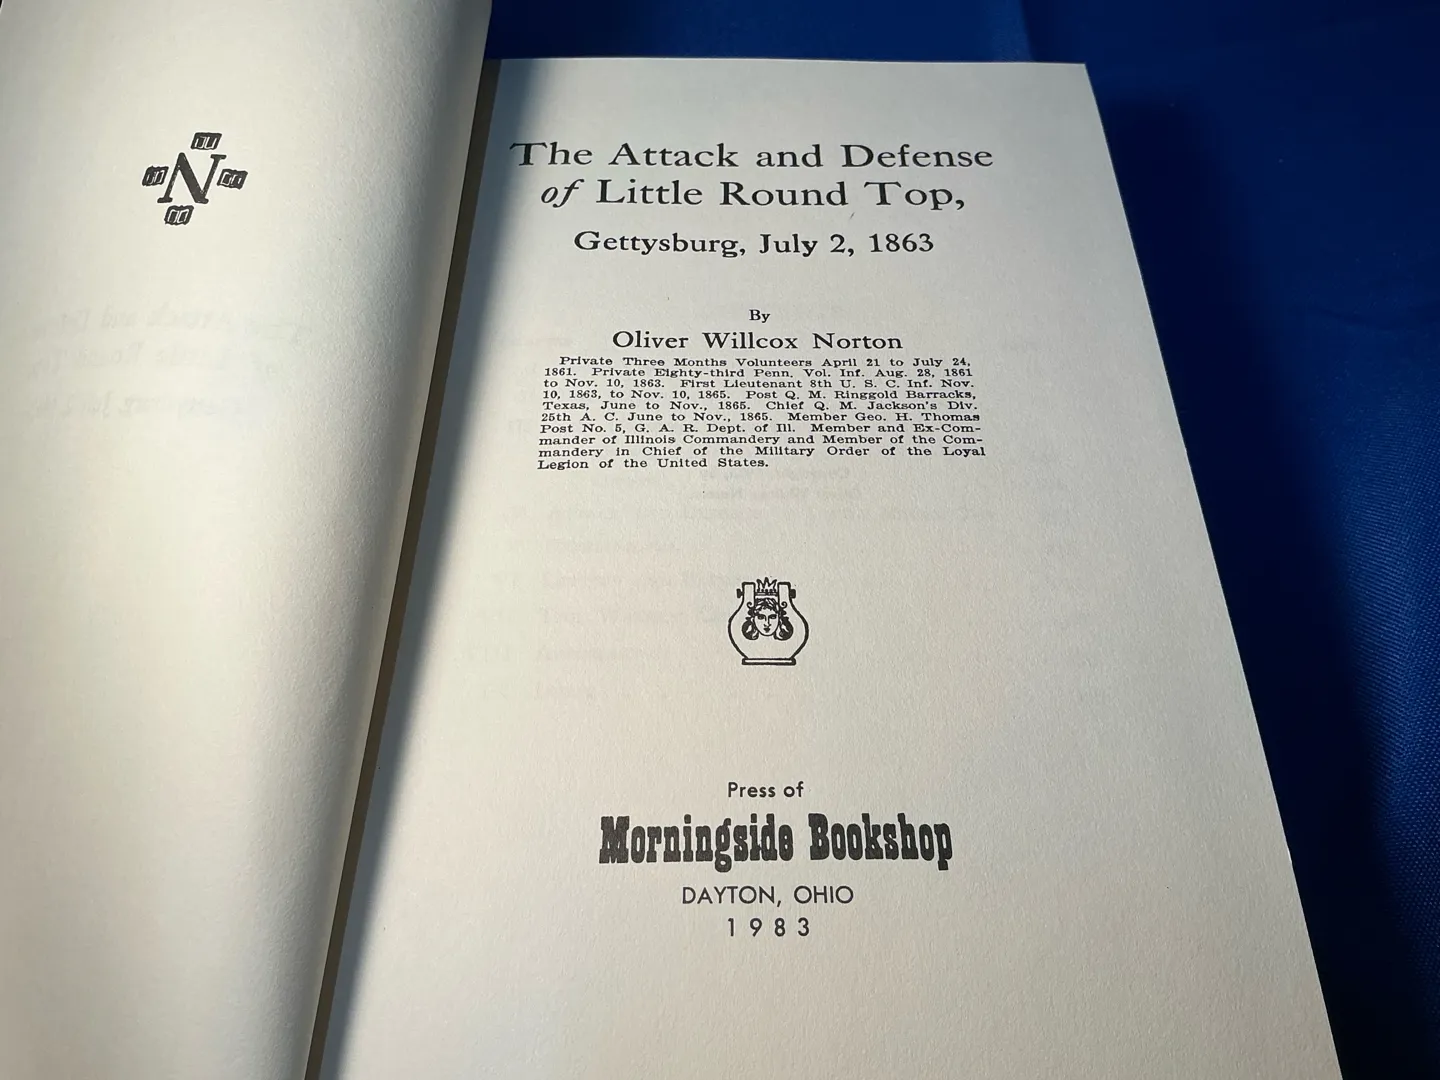 N
The Attack and Defense
of Little Round Top,
Gettysburg, July 2, 1863
By
Oliver Willcox Norton
Private Three Months Volunteers April 21 to July 24,
1861. Private Eighty-third Penn. Vol. Inf. Aug. 28, 1861
to Nov. 10, 1863. First Lieutenant 8th U. S. C. Inf. Nov.
10, 1863, to Nov. 10, 1865. Post Q. M. Ringgold Barracks,
Texas, June to Nov., 1865. Chief Q. M. Jackson's Div.
25th A. C. June to Nov., 1865. Member Geo. H. Thomas
Post No. 5, G. A. R. Dept. of Ill. Member and Ex-Com-
mander of Illinois Commandery and Member of the Com-
mandery in Chief of the Military Order of the Loyal
Legion of the United States.
Press of
Morningside Bookshop
DAYTON, OHIO
1983